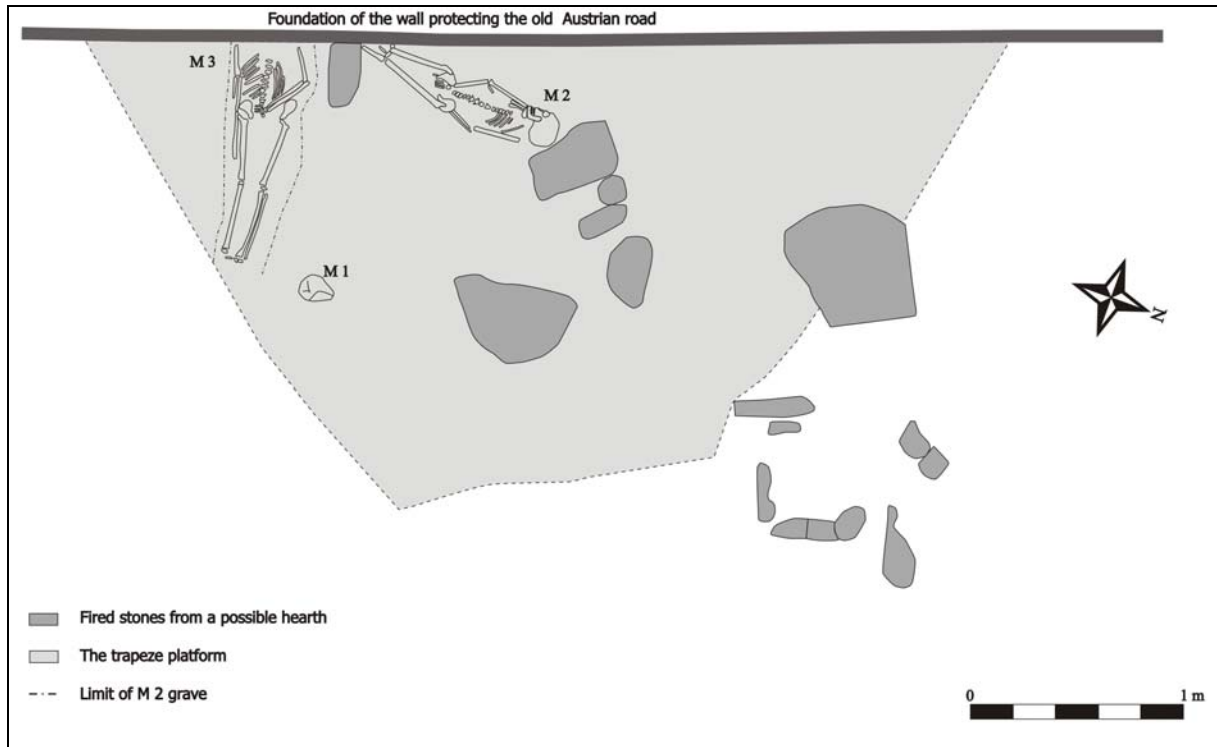 Foundation of the wall protecting the old Austrian road
M 3
M 2
M 1
N
Fired stones from a possible hearth
The trapeze platform
Limit of M 2 grave
0 1 m